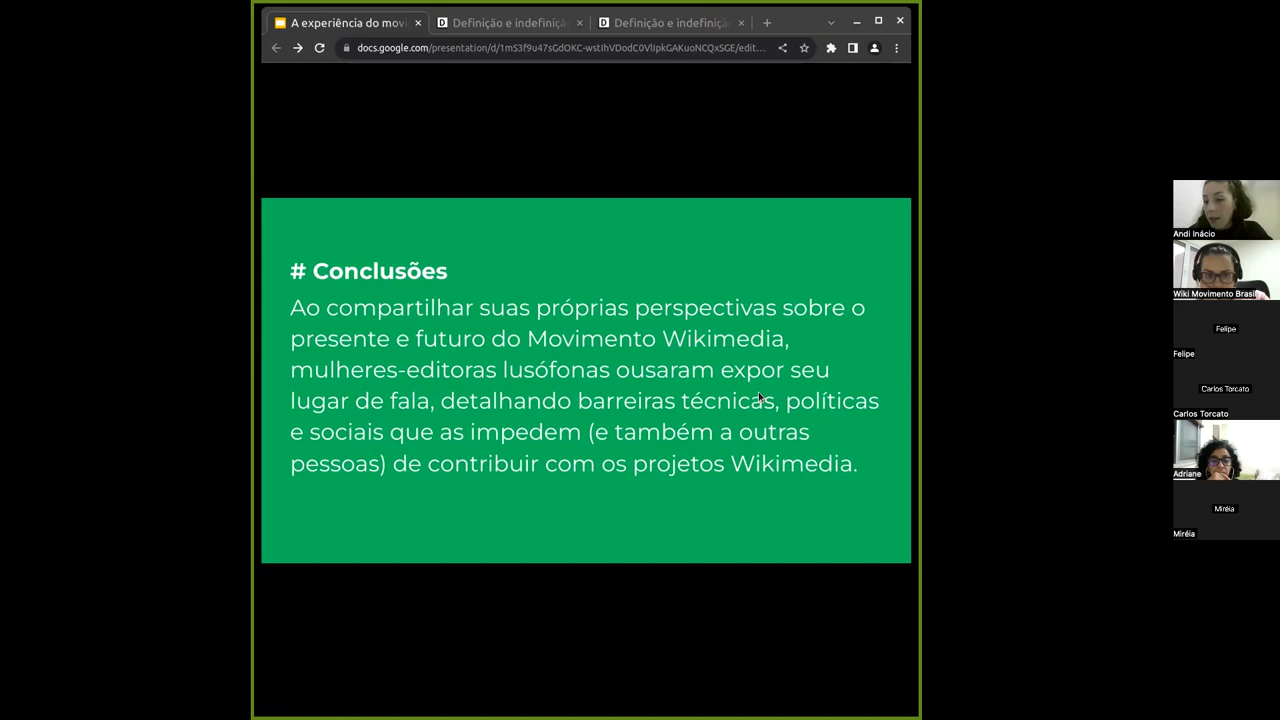 A experiência do movi
Definição e indefiniçã
Definição e indefiniçã
docs.google.com/presentation/d/1mS3f9u47sGdOKC-wstIhVDodC0VlipkGAKuoNCQxSGE/edit...
# Conclusões
Ao compartilhar suas próprias perspectivas sobre o
presente e futuro do Movimento Wikimedia,
mulheres-editoras lusófonas ousaram expor seu
lugar de fala, detalhando barreiras técnicas, políticas
e sociais que as impedem (e também a outras
pessoas) de contribuir com os projetos Wikimedia.
Andi Inácio
Wiki Movimento Brasil
Felipe
Felipe
Carlos Torcato
Carlos Torcato
Adriane
Miréia
Miréia